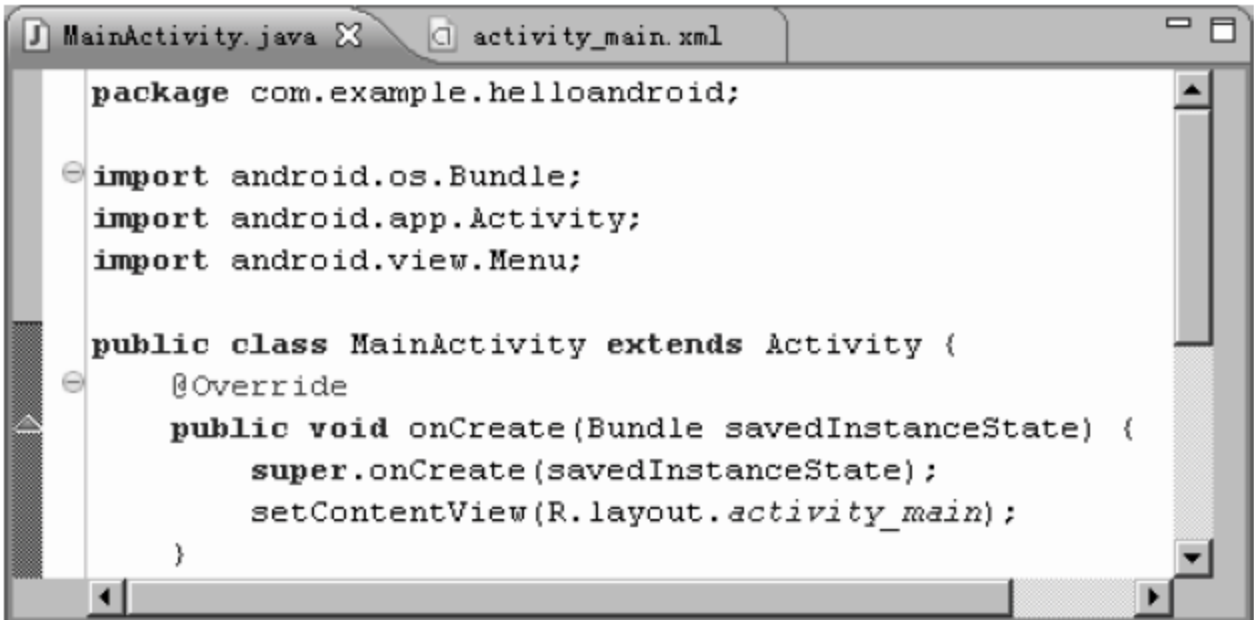 MainActivity.java activity_main.xml
package com.example.helloandroid;
import android.os.Bundle;
import android.app.Activity;
import android.view.Menu;
public class MainActivity extends Activity {
@Override
public void onCreate(Bundle savedInstanceState) {
super.onCreate(savedInstanceState);
setContentView(R.layout.activity_main);
}